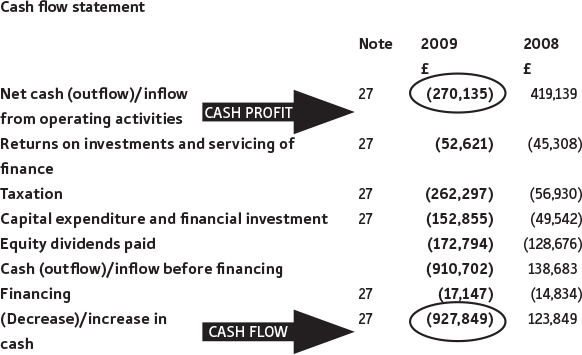 Cash flow statement
Note 2009 2008
£ £
Net cash (outflow)/inflow 27 (270,135) 419,139
from operating activities CASH PROFIT
Returns on investments and servicing of 27 (52,621) (45,308)
finance
Taxation 27 (262,297) (56,930)
Capital expenditure and financial investment 27 (152,855) (49,542)
Equity dividends paid (172,794) (128,676)
Cash (outflow)/inflow before financing (910,702) 138,683
Financing 27 (17,147) (14,834)
(Decrease)/increase in 27 (927,849) 123,849
cash CASH FLOW